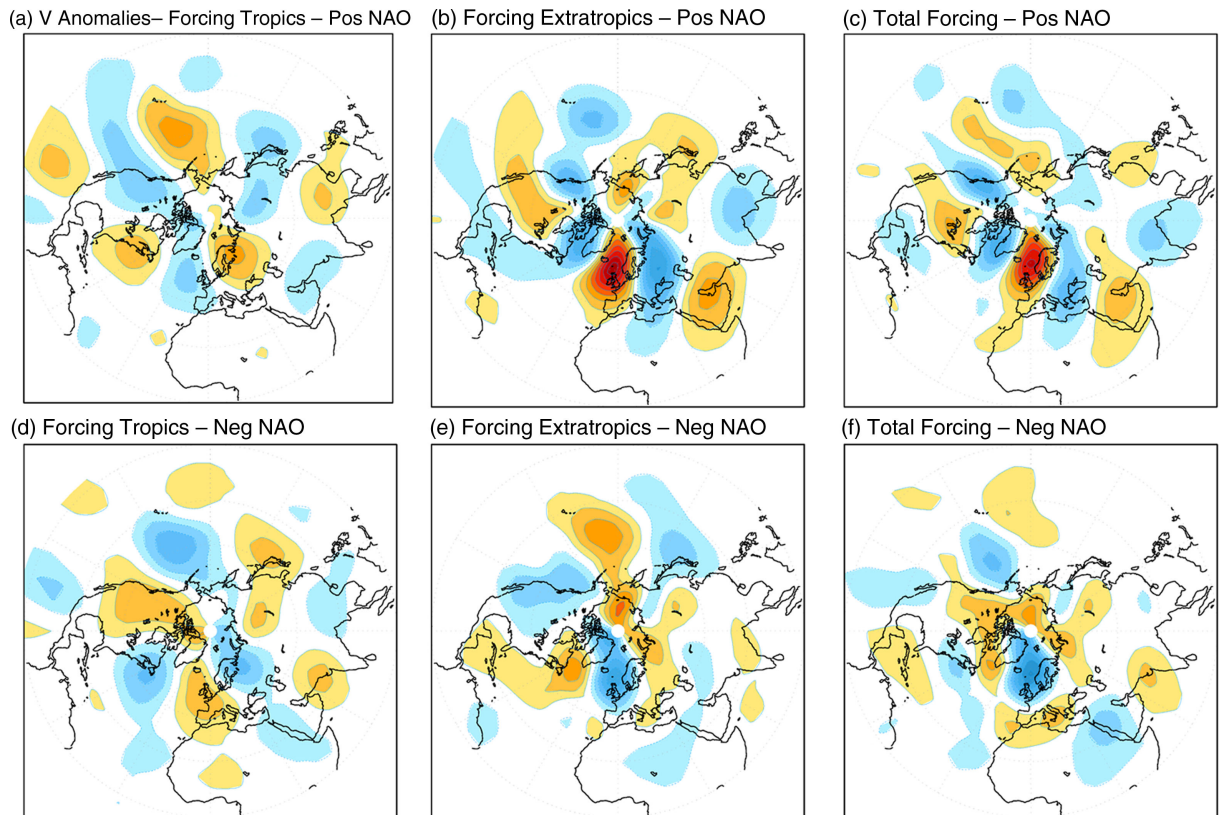 (a) V Anomalies– Forcing Tropics – Pos NAO
(b) Forcing Extratropics – Pos NAO
(c) Total Forcing – Pos NAO
(d) Forcing Tropics – Neg NAO
(e) Forcing Extratropics – Neg NAO
(f) Total Forcing – Neg NAO